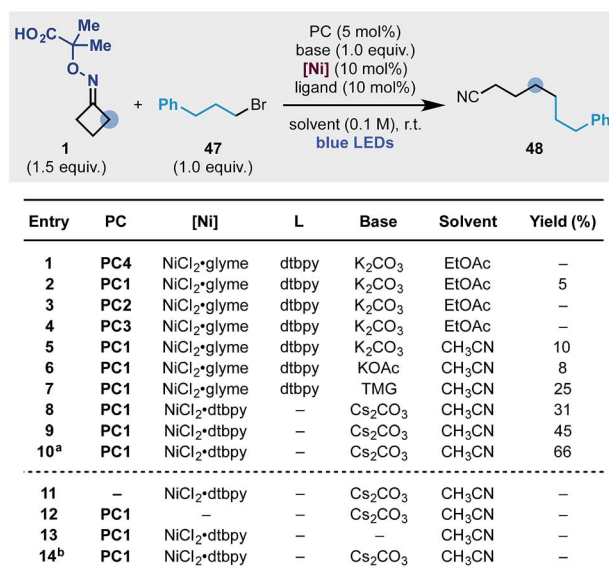 HO₂C Me
Me
O
N
1
(1.5 equiv.)
+
Ph Br
47
(1.0 equiv.)
PC (5 mol%)
base (1.0 equiv.)
[Ni] (10 mol%)
ligand (10 mol%)
solvent (0.1 M), r.t.
blue LEDs
NC Ph
48
Entry PC [Ni] L Base Solvent Yield (%)
1 PC4 NiCl₂•glyme dtbpy K₂CO₃ EtOAc –
2 PC1 NiCl₂•glyme dtbpy K₂CO₃ EtOAc 5
3 PC2 NiCl₂•glyme dtbpy K₂CO₃ EtOAc –
4 PC3 NiCl₂•glyme dtbpy K₂CO₃ EtOAc –
5 PC1 NiCl₂•glyme dtbpy K₂CO₃ CH₃CN 10
6 PC1 NiCl₂•glyme dtbpy KOAc CH₃CN 8
7 PC1 NiCl₂•glyme dtbpy TMG CH₃CN 25
8 PC1 NiCl₂•dtbpy – Cs₂CO₃ CH₃CN 31
9 PC1 NiCl₂•dtbpy – Cs₂CO₃ CH₃CN 45
10ᵃ PC1 NiCl₂•dtbpy – Cs₂CO₃ CH₃CN 66
11 – NiCl₂•dtbpy – Cs₂CO₃ CH₃CN –
12 PC1 – – Cs₂CO₃ CH₃CN –
13 PC1 NiCl₂•dtbpy – – CH₃CN –
14ᵇ PC1 NiCl₂•dtbpy – Cs₂CO₃ CH₃CN –